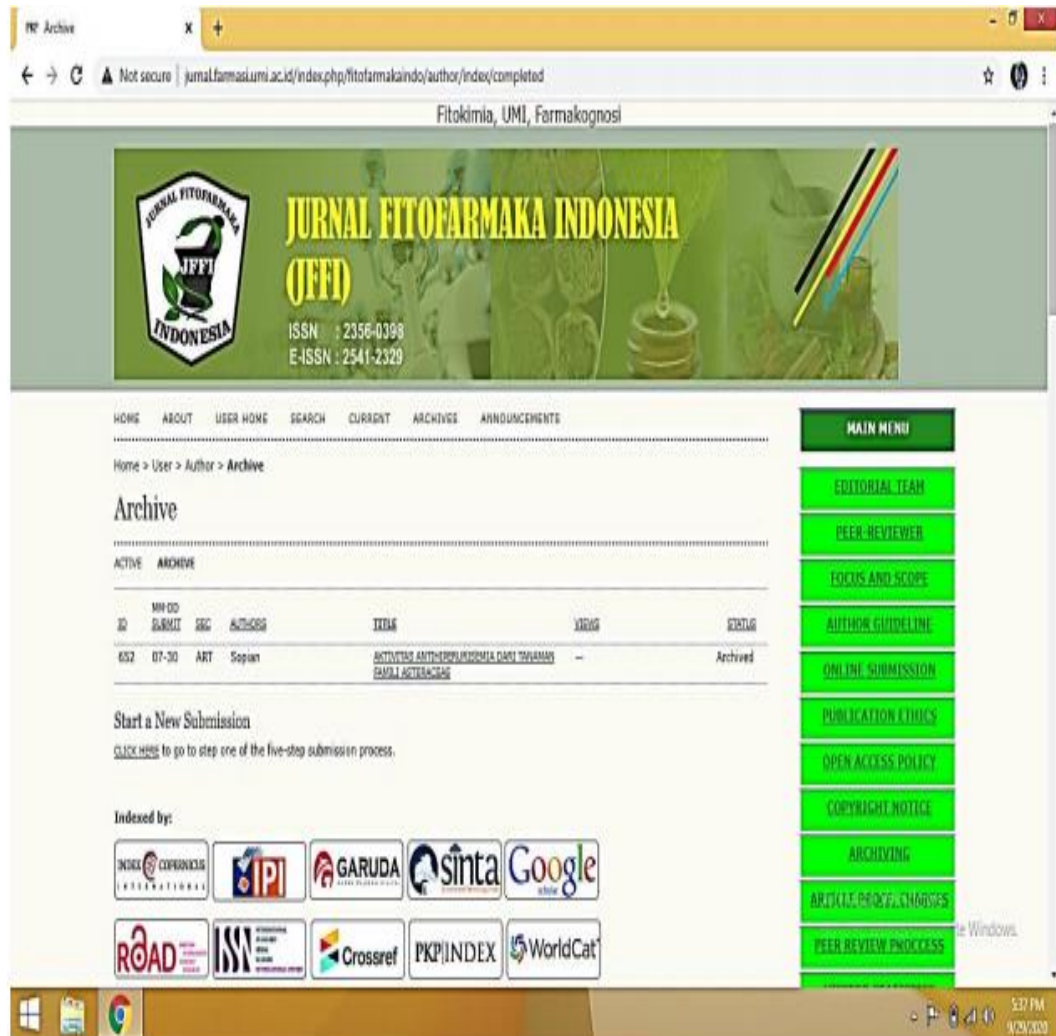 Archive
Not secure | jurnal.farmasi.umi.ac.id/index.php/fitofarmakaindo/author/index/completed
Fitokimia, UMI, Farmakognosi
JURNAL FITOFARMAKA
JFFI
INDONESIA
JURNAL FITOFARMAKA INDONESIA
(JFFI)
ISSN : 2356-0398
E-ISSN : 2541-2329
HOME ABOUT USER HOME SEARCH CURRENT ARCHIVES ANNOUNCEMENTS
Home > User > Author > Archive
Archive
ACTIVE ARCHIVE
MM-DD
ID SUBMIT SEC AUTHORS TITLE VIEWS STATUS
652 07-30 ART Sopian AKTIVITAS DARI TANAMAN — Archived
FAMILI ASTERACEAE
Start a New Submission
CLICK HERE to go to step one of the five-step submission process.
Indexed by:
INDEX COPERNICUS
INTERNATIONAL
IPI
GARUDA
sinta
Google
ROAD
ISSN
Crossref
PKP|INDEX
WorldCat
MAIN MENU
EDITORIAL TEAM
PEER-REVIEWER
FOCUS AND SCOPE
AUTHOR GUIDELINE
ONLINE SUBMISSION
PUBLICATION ETHICS
OPEN ACCESS POLICY
COPYRIGHT NOTICE
ARCHIVING
CHARGES
PEER REVIEW PROCCESS
Windows.
5:37 PM
9/29/2020